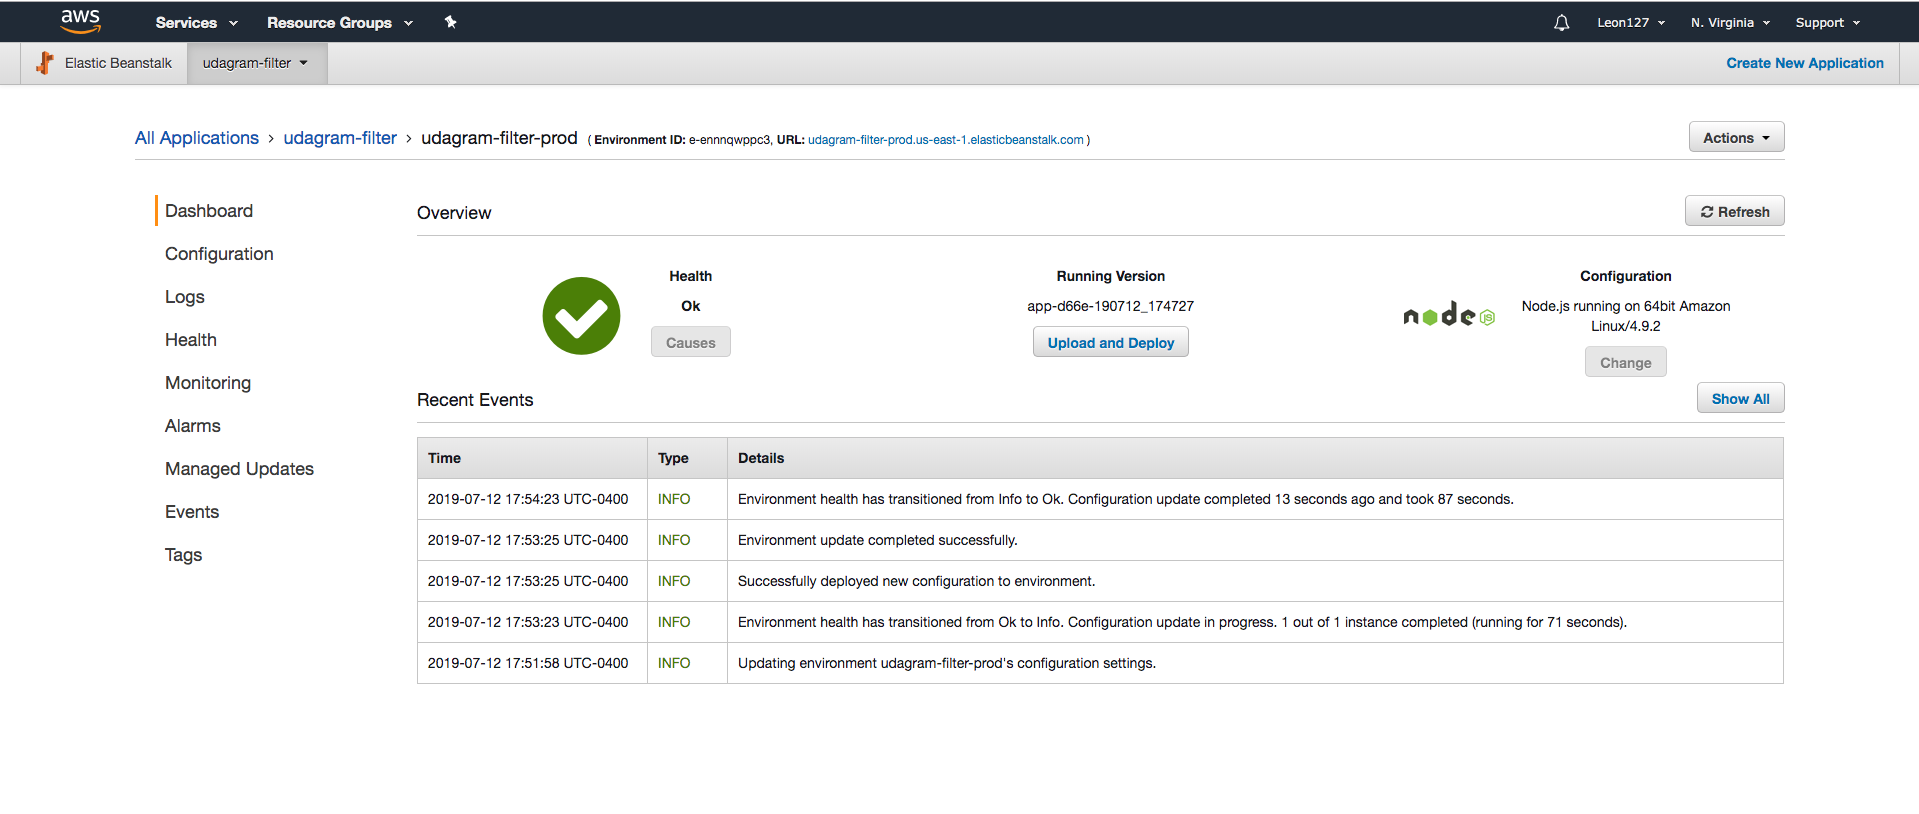 aws Services Resource Groups Leon127 N. Virginia Support
Elastic Beanstalk udagram-filter Create New Application
All Applications > udagram-filter > udagram-filter-prod ( Environment ID: e-ennnqwppc3, URL: udagram-filter-prod.us-east-1.elasticbeanstalk.com ) Actions
Dashboard
Configuration
Logs
Health
Monitoring
Alarms
Managed Updates
Events
Tags
Overview Refresh
Health
Ok
Causes
Running Version
app-d66e-190712_174727
Upload and Deploy
node JS
Configuration
Node.js running on 64bit Amazon
Linux/4.9.2
Change
Recent Events Show All
Time Type Details
2019-07-12 17:54:23 UTC-0400 INFO Environment health has transitioned from Info to Ok. Configuration update completed 13 seconds ago and took 87 seconds.
2019-07-12 17:53:25 UTC-0400 INFO Environment update completed successfully.
2019-07-12 17:53:25 UTC-0400 INFO Successfully deployed new configuration to environment.
2019-07-12 17:53:23 UTC-0400 INFO Environment health has transitioned from Ok to Info. Configuration update in progress. 1 out of 1 instance completed (running for 71 seconds).
2019-07-12 17:51:58 UTC-0400 INFO Updating environment udagram-filter-prod's configuration settings.